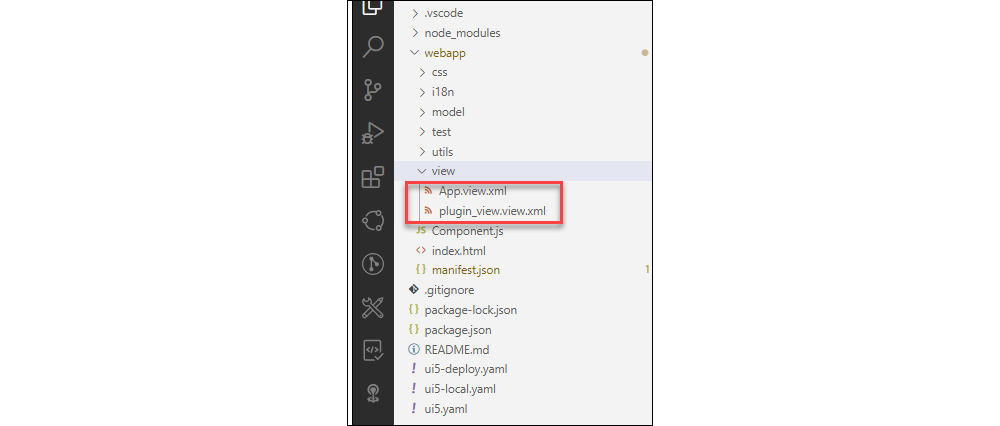 .vscode
node_modules
webapp
css
i18n
model
test
utils
view
App.view.xml
plugin_view.view.xml
JS Component.js
<> index.html
{} manifest.json 1
.gitignore
{} package-lock.json
{} package.json
README.md
! ui5-deploy.yaml
! ui5-local.yaml
! ui5.yaml